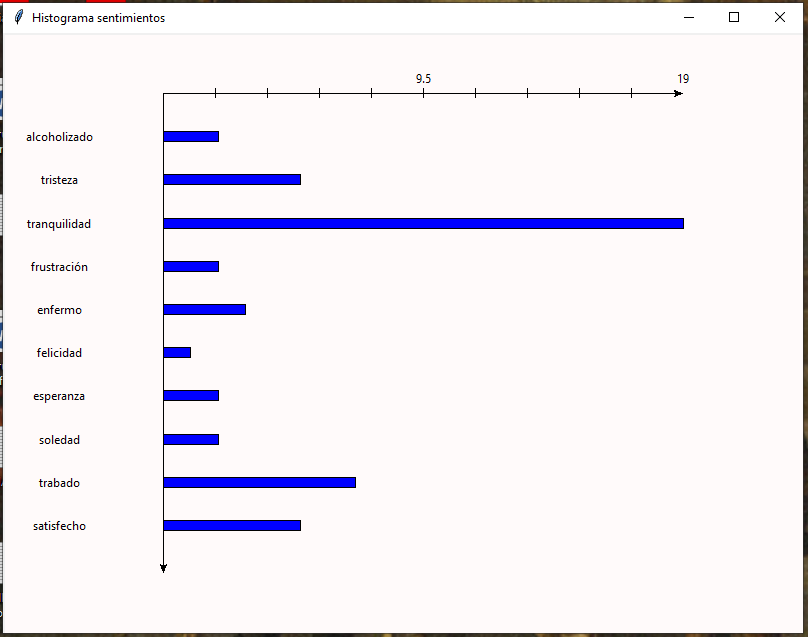 Histograma sentimientos
9.5 19
alcoholizado
tristeza
tranquilidad
frustración
enfermo
felicidad
esperanza
soledad
trabado
satisfecho